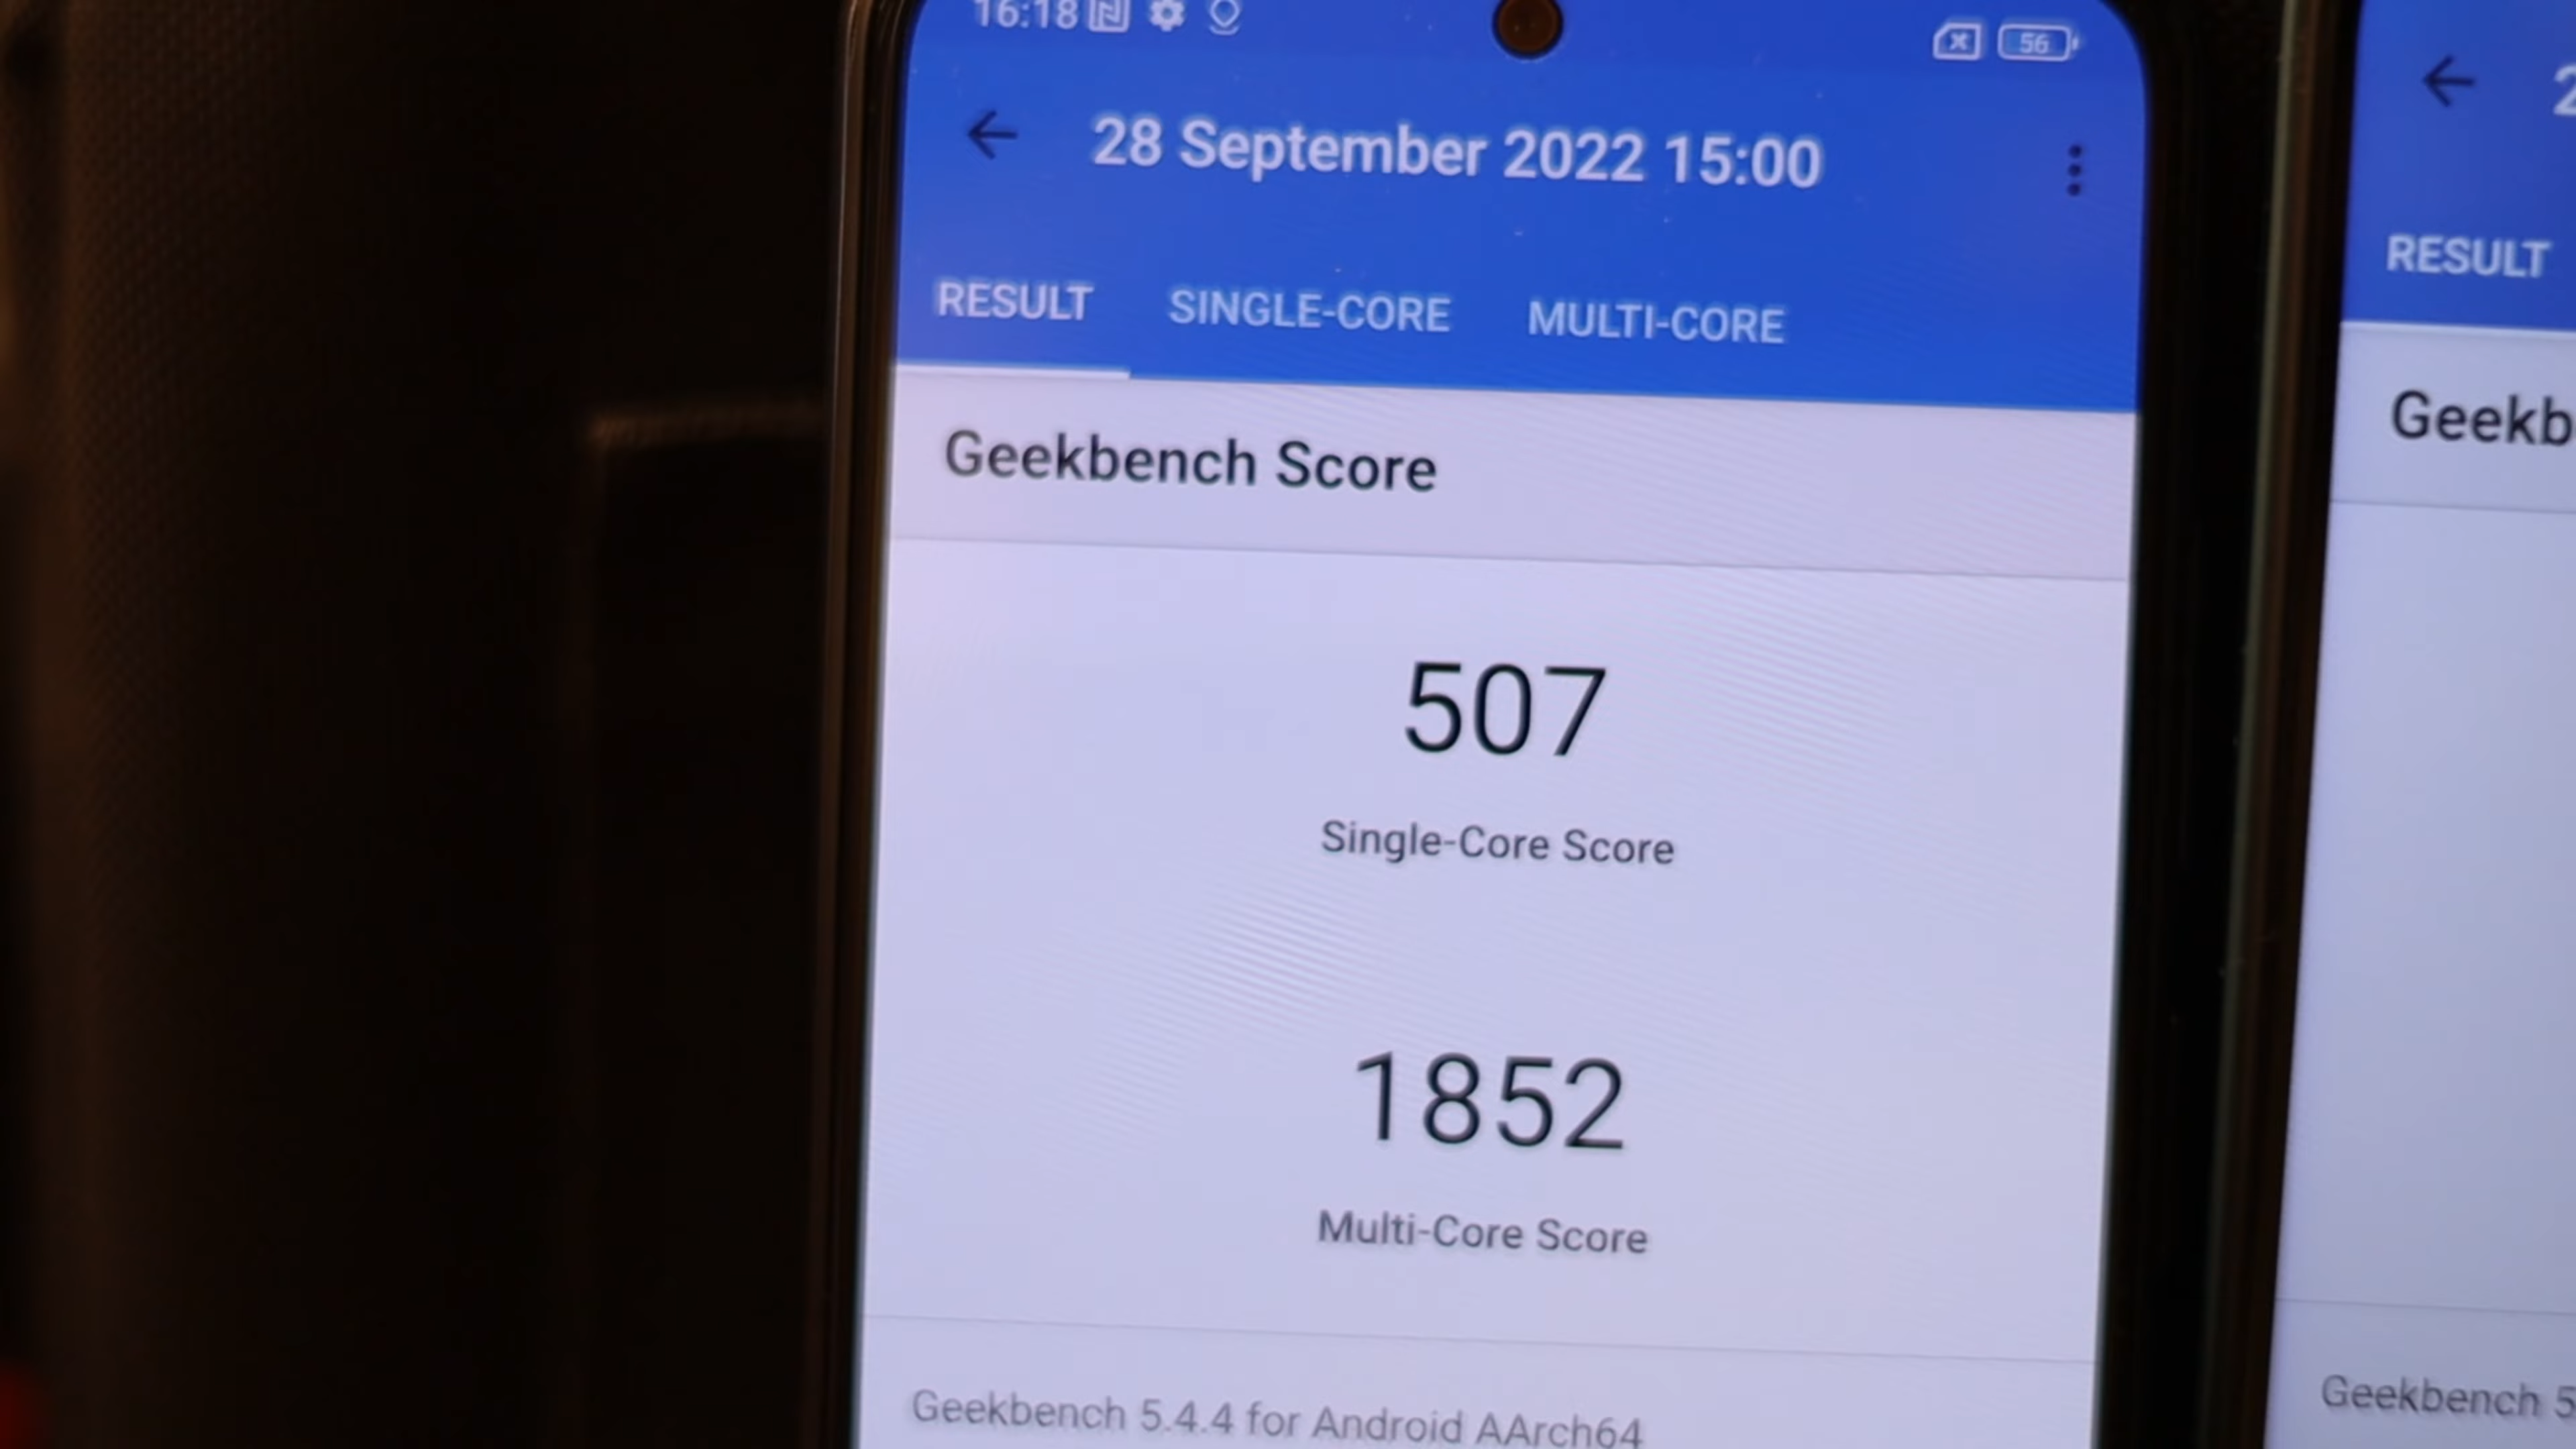 16:18
56
28 September 2022 15:00
RESULT SINGLE-CORE MULTI-CORE
Geekbench Score
507
Single-Core Score
1852
Multi-Core Score
Geekbench 5.4.4 for Android AArch64
2
RESULT
Geekb
Geekbench 5